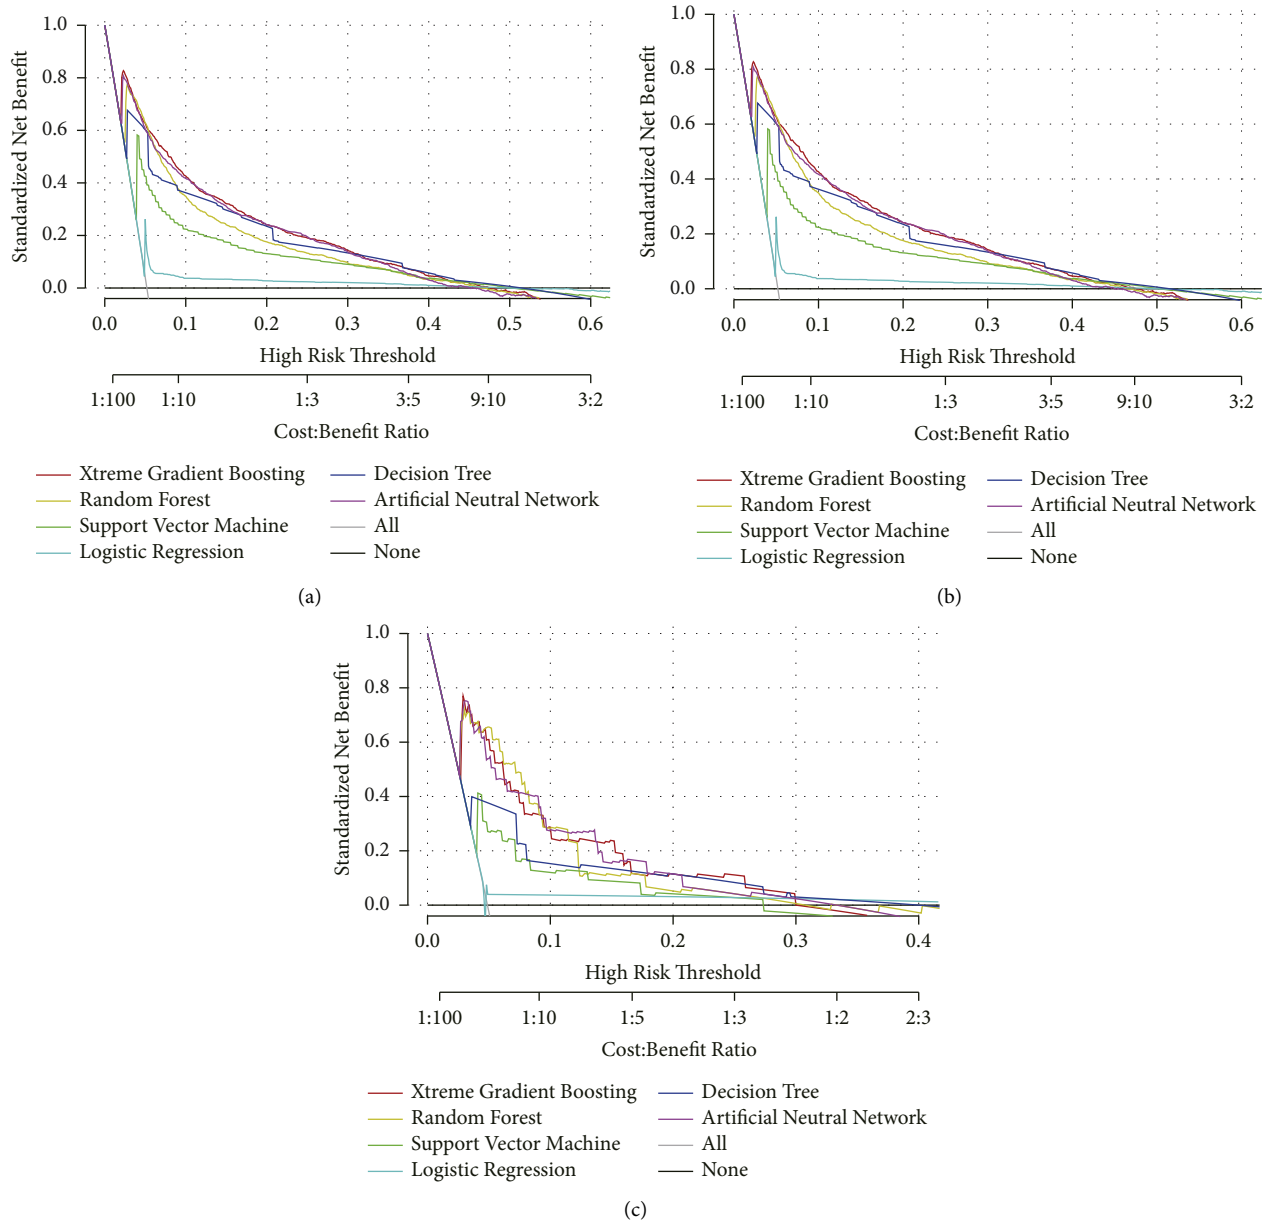 Standardized Net Benefit
1.0
0.8
0.6
0.4
0.2
0.0
0.0 0.1 0.2 0.3 0.4 0.5 0.6
High Risk Threshold
1:100 1:10 1:3 3:5 9:10 3:2
Cost:Benefit Ratio
Xtreme Gradient Boosting Decision Tree
Random Forest Artificial Neutral Network
Support Vector Machine All
Logistic Regression None
(a)
Standardized Net Benefit
1.0
0.8
0.6
0.4
0.2
0.0
0.0 0.1 0.2 0.3 0.4 0.5 0.6
High Risk Threshold
1:100 1:10 1:3 3:5 9:10 3:2
Cost:Benefit Ratio
Xtreme Gradient Boosting Decision Tree
Random Forest Artificial Neutral Network
Support Vector Machine All
Logistic Regression None
(b)
Standardized Net Benefit
1.0
0.8
0.6
0.4
0.2
0.0
0.0 0.1 0.2 0.3 0.4
High Risk Threshold
1:100 1:10 1:5 1:3 1:2 2:3
Cost:Benefit Ratio
Xtreme Gradient Boosting Decision Tree
Random Forest Artificial Neutral Network
Support Vector Machine All
Logistic Regression None
(c)